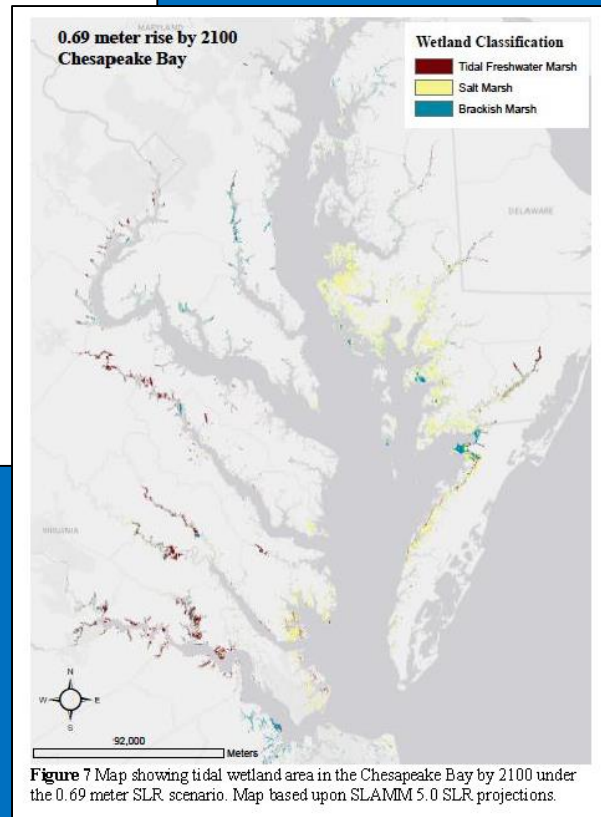 MARYLAND
0.69 meter rise by 2100
Chesapeake Bay
Wetland Classification
Tidal Freshwater Marsh
Salt Marsh
Brackish Marsh
DELAWARE
VIRGINIA
N
W E
S
92,000
Meters
Figure 7 Map showing tidal wetland area in the Chesapeake Bay by 2100 under
the 0.69 meter SLR scenario. Map based upon SLAMM 5.0 SLR projections.